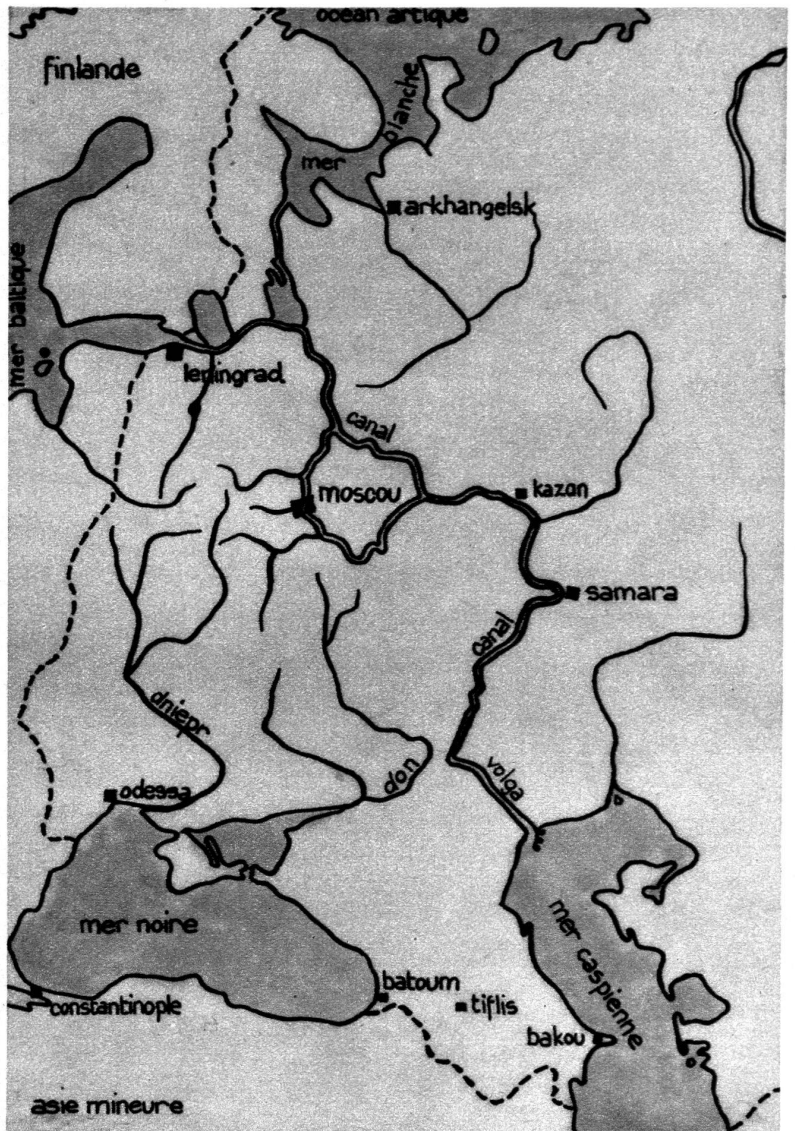 océan artique
finlande
mer
blanche
arkhangelsk
mer baltique
leningrad
canal
moscou
kazan
samara
canal
dniepr
don
volga
odessa
mer noire
mer caspienne
constantinople
batoum
tiflis
bakou
asie mineure